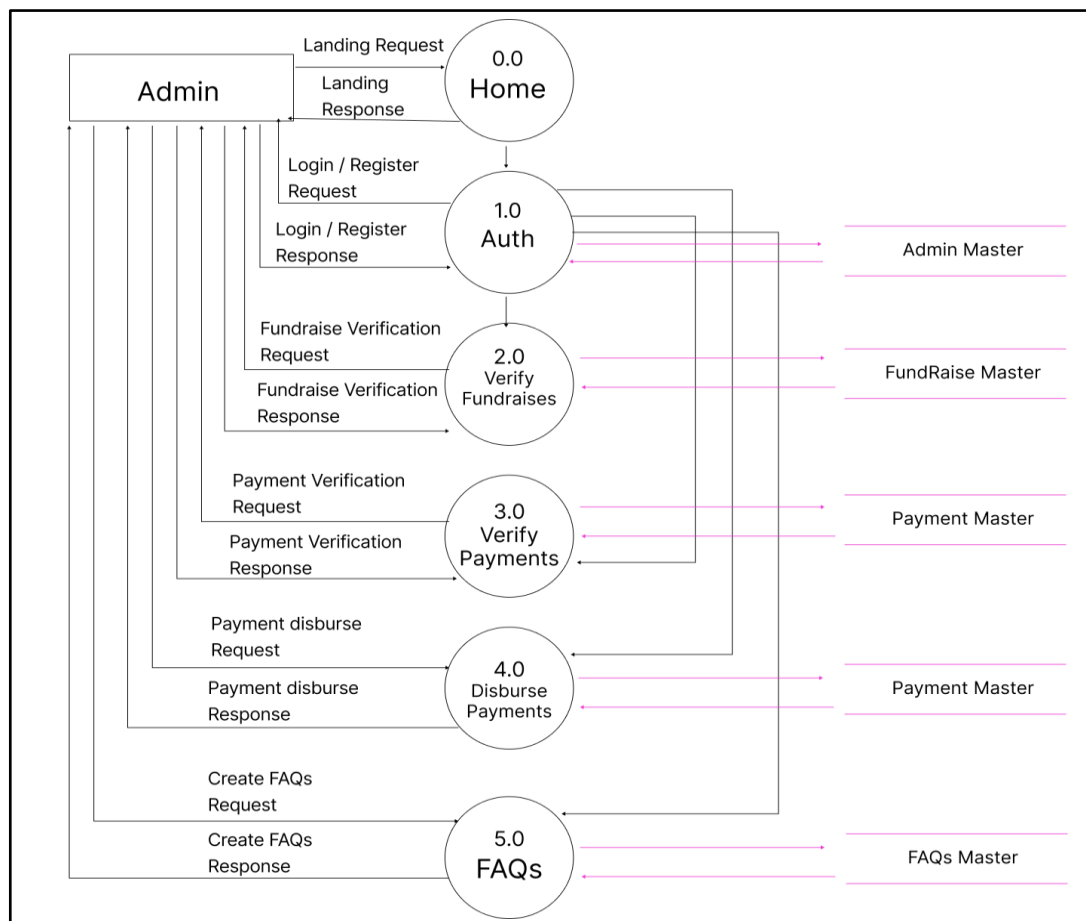 Landing Request
Admin
Landing
Response
0.0
Home
Login / Register
Request
Login / Register
Response
1.0
Auth
Admin Master
Fundraise Verification
Request
Fundraise Verification
Response
2.0
Verify
Fundraises
FundRaise Master
Payment Verification
Request
Payment Verification
Response
3.0
Verify
Payments
Payment Master
Payment disburse
Request
Payment disburse
Response
4.0
Disburse
Payments
Payment Master
Create FAQs
Request
Create FAQs
Response
5.0
FAQs
FAQs Master